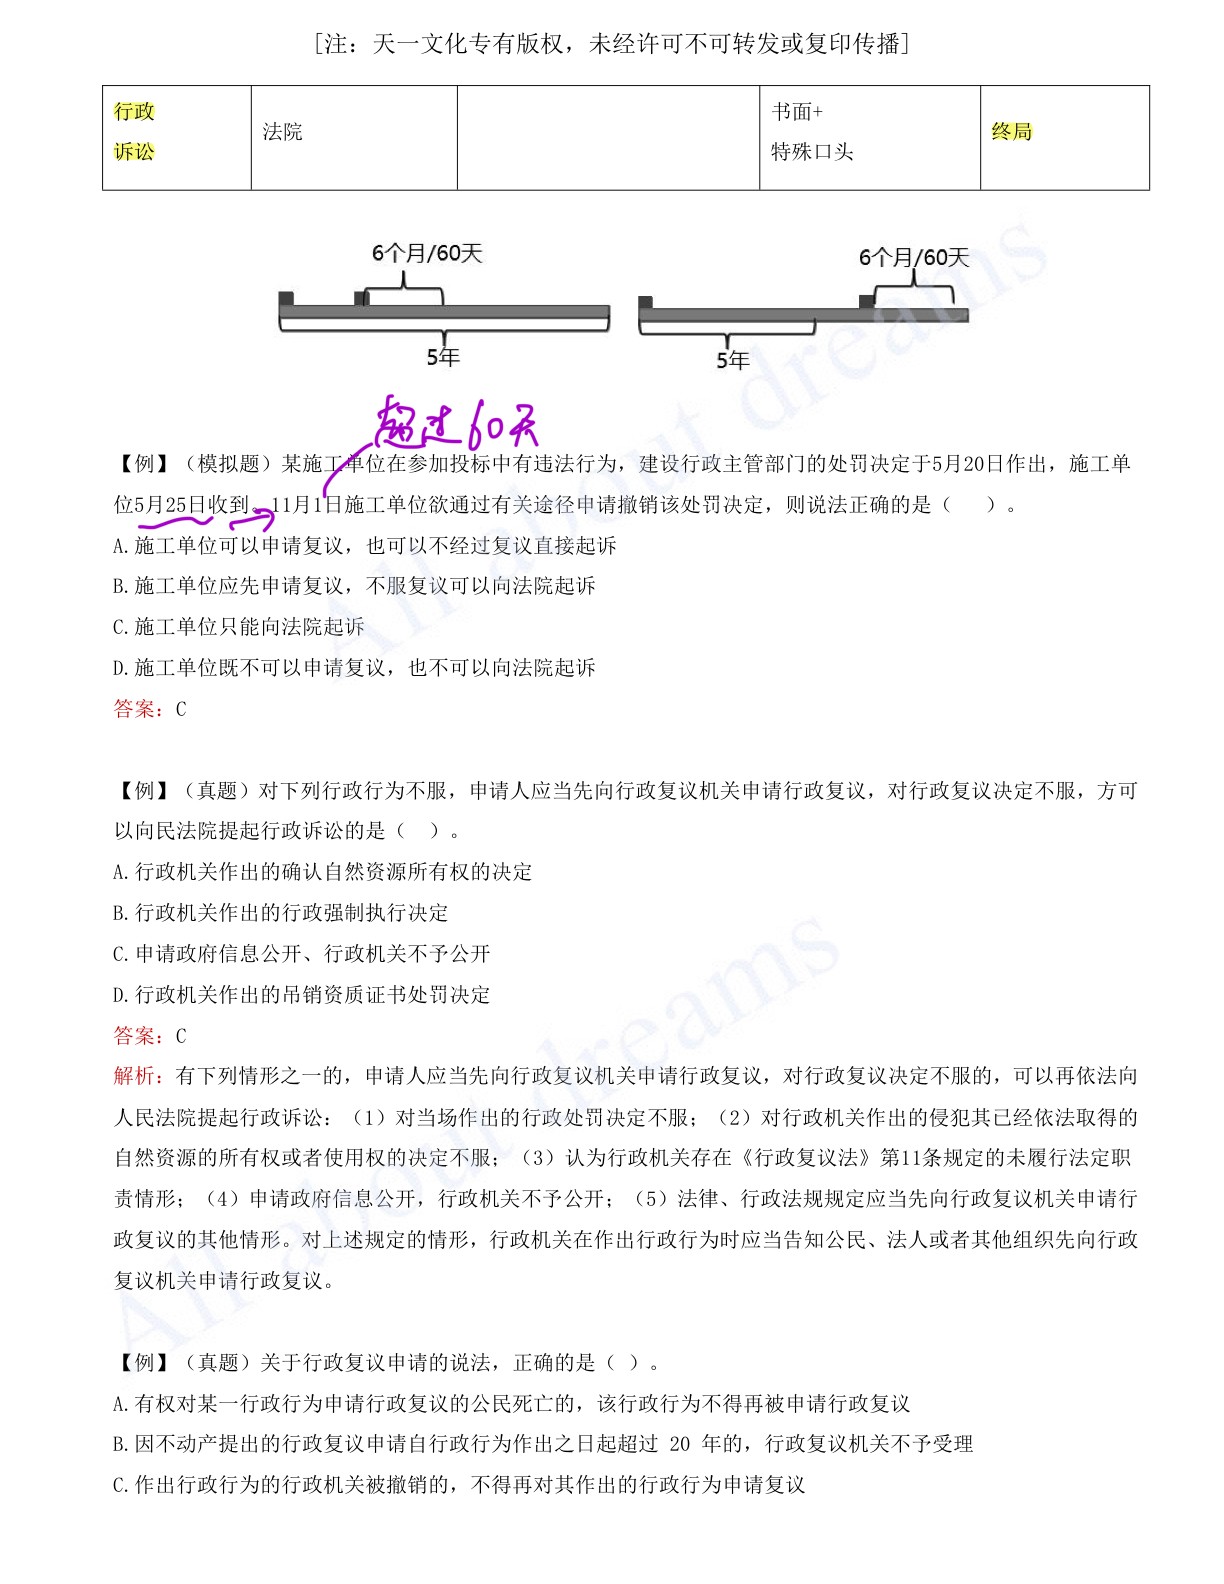 [注：天一文化专有版权，未经许可不可转发或复印传播]
行政
诉讼
法院
书面+
特殊口头
终局
6个月/60天
5年
6个月/60天
5年
超过60天
【例】（模拟题）某施工单位在参加投标中有违法行为，建设行政主管部门的处罚决定于5月20日作出，施工单
位5月25日收到。11月1日施工单位欲通过有关途径申请撤销该处罚决定，则说法正确的是（　　）。
A.施工单位可以申请复议，也可以不经过复议直接起诉
B.施工单位应先申请复议，不服复议可以向法院起诉
C.施工单位只能向法院起诉
D.施工单位既不可以申请复议，也不可以向法院起诉
答案：C
【例】（真题）对下列行政行为不服，申请人应当先向行政复议机关申请行政复议，对行政复议决定不服，方可
以向民法院提起行政诉讼的是（　）。
A.行政机关作出的确认自然资源所有权的决定
B.行政机关作出的行政强制执行决定
C.申请政府信息公开、行政机关不予公开
D.行政机关作出的吊销资质证书处罚决定
答案：C
解析：有下列情形之一的，申请人应当先向行政复议机关申请行政复议，对行政复议决定不服的，可以再依法向
人民法院提起行政诉讼：（1）对当场作出的行政处罚决定不服；（2）对行政机关作出的侵犯其已经依法取得的
自然资源的所有权或者使用权的决定不服；（3）认为行政机关存在《行政复议法》第11条规定的未履行法定职
责情形；（4）申请政府信息公开，行政机关不予公开；（5）法律、行政法规规定应当先向行政复议机关申请行
政复议的其他情形。对上述规定的情形，行政机关在作出行政行为时应当告知公民、法人或者其他组织先向行政
复议机关申请行政复议。
【例】（真题）关于行政复议申请的说法，正确的是（ ）。
A.有权对某一行政行为申请行政复议的公民死亡的，该行政行为不得再被申请行政复议
B.因不动产提出的行政复议申请自行政行为作出之日起超过 20 年的，行政复议机关不予受理
C.作出行政行为的行政机关被撤销的，不得再对其作出的行政行为申请复议
All about dreams
All about dreams